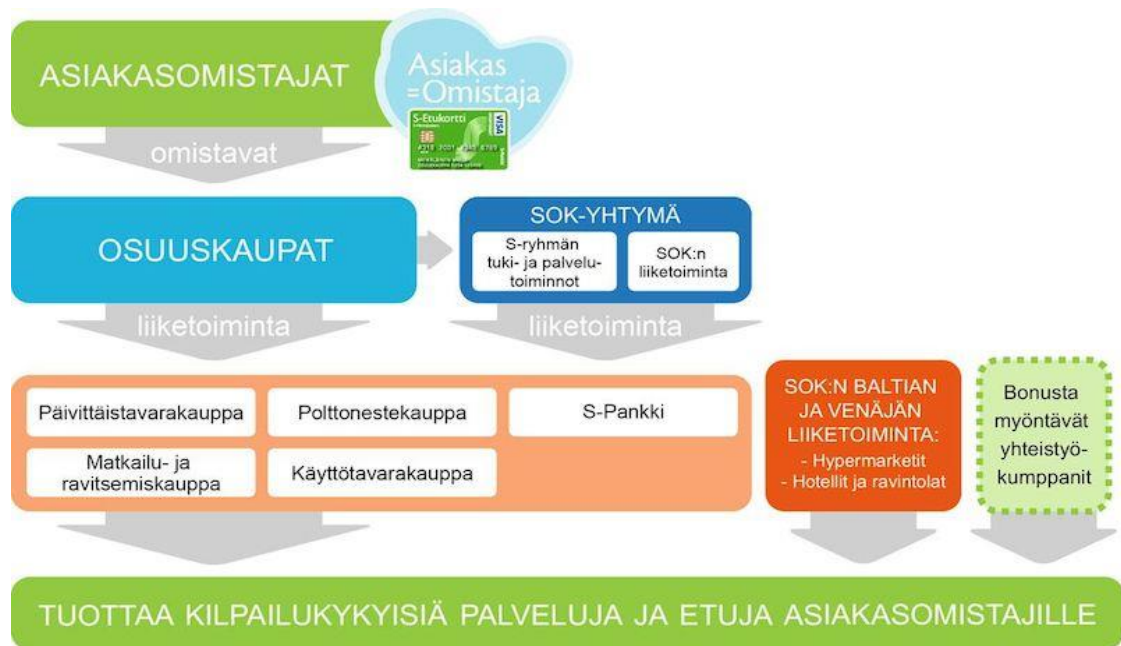 ASIAKASOMISTAJAT
Asiakas
=Omistaja
S-Etukortti
VISA
omistavat
OSUUSKAUPAT
SOK-YHTYMÄ
S-ryhmän
tuki- ja palvelu-
toiminnot
SOK:n
liiketoiminta
liiketoiminta
liiketoiminta
Päivittäistavarakauppa
Polttonestekauppa
S-Pankki
Matkailu- ja
ravitsemiskauppa
Käyttötavarakauppa
SOK:N BALTIAN
JA VENÄJÄN
LIIKETOIMINTA:
- Hypermarketit
- Hotellit ja ravintolat
Bonusta
myöntävät
yhteistyö-
kumppanit
TUOTTAA KILPAILUKYKYISIÄ PALVELUJA JA ETUJA ASIAKASOMISTAJILLE